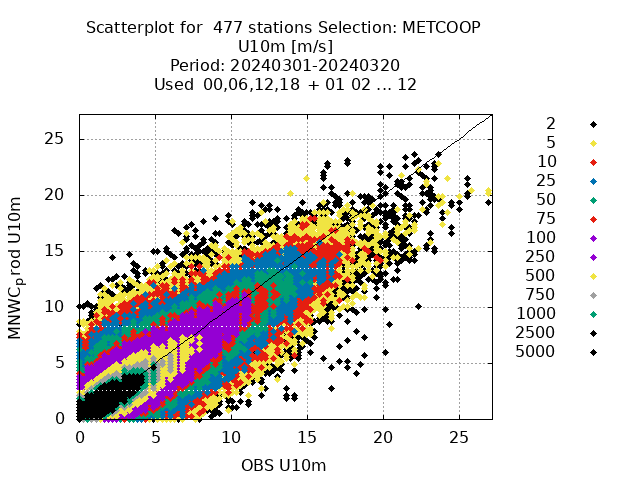 Scatterplot for  477 stations Selection: METCOOP
U10m [m/s]
Period: 20240301-20240320
Used  00,06,12,18 + 01 02 ... 12
MNWC_prod U10m
25
20
15
10
5
0
0 5 10 15 20 25
OBS U10m
2
5
10
25
50
75
100
250
500
750
1000
2500
5000